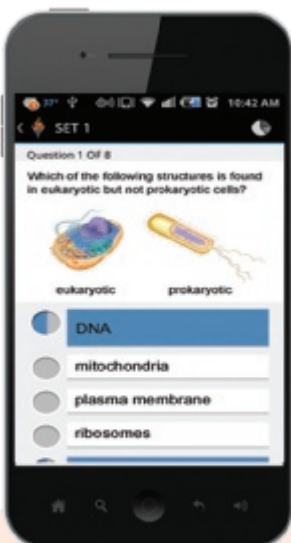 37° 10:42 AM
SET 1
Question 1 OF 8
Which of the following structures is found
in eukaryotic but not prokaryotic cells?
eukaryotic prokaryotic
DNA
mitochondria
plasma membrane
ribosomes